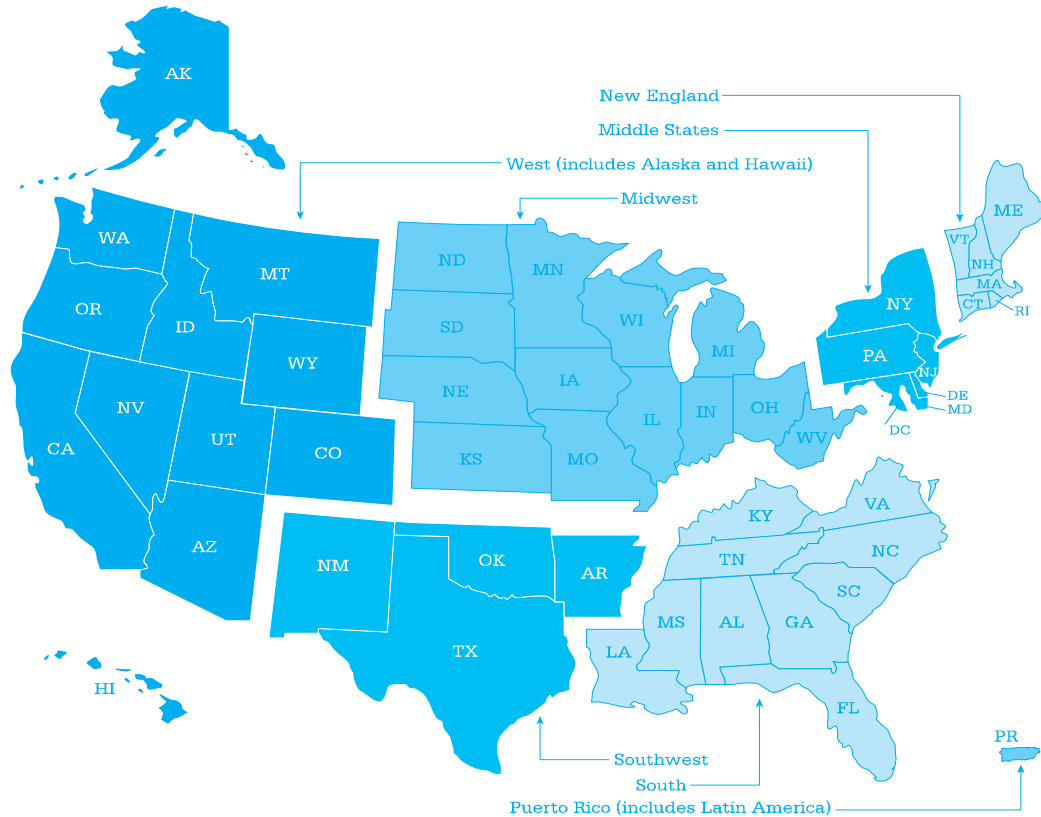 AK
New England
Middle States
West (includes Alaska and Hawaii)
Midwest
ME
VT
WA
NH
ND
MN
MT
MA
NY
CT
RI
OR
ID
SD
WI
MI
PA
WY
NJ
IA
NE
DE
NV
OH
MD
IN
IL
UT
WV
DC
CA
CO
KS
MO
VA
KY
AZ
NC
TN
OK
NM
AR
SC
MS
AL
GA
TX
LA
HI
FL
PR
Southwest
South
Puerto Rico (includes Latin America)